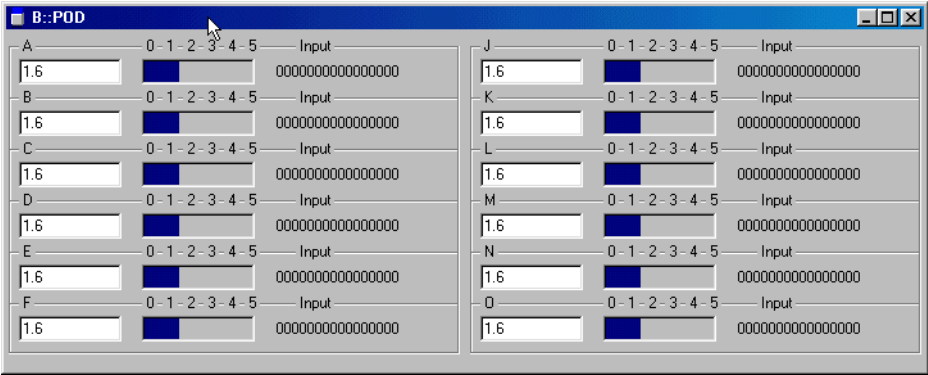 B::POD
A 0-1-2-3-4-5 Input J 0-1-2-3-4-5 Input
1.6 0000000000000000 1.6 0000000000000000
B 0-1-2-3-4-5 Input K 0-1-2-3-4-5 Input
1.6 0000000000000000 1.6 0000000000000000
C 0-1-2-3-4-5 Input L 0-1-2-3-4-5 Input
1.6 0000000000000000 1.6 0000000000000000
D 0-1-2-3-4-5 Input M 0-1-2-3-4-5 Input
1.6 0000000000000000 1.6 0000000000000000
E 0-1-2-3-4-5 Input N 0-1-2-3-4-5 Input
1.6 0000000000000000 1.6 0000000000000000
F 0-1-2-3-4-5 Input O 0-1-2-3-4-5 Input
1.6 0000000000000000 1.6 0000000000000000